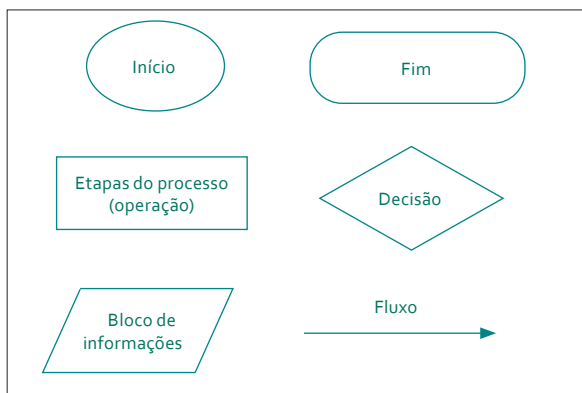 Início
Fim
Etapas do processo
(operação)
Decisão
Bloco de
informações
Fluxo